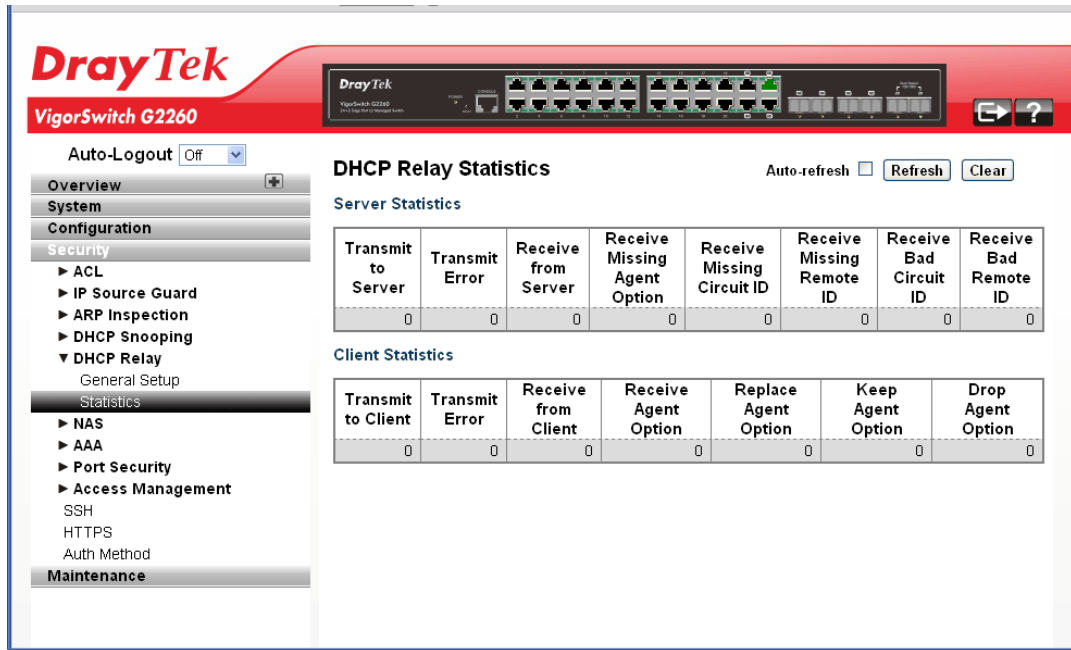 DrayTek
VigorSwitch G2260
DrayTek
VigorSwitch G2260
CONSOLE
POWER
Auto-Logout Off
Overview
System
Configuration
Security
ACL
IP Source Guard
ARP Inspection
DHCP Snooping
DHCP Relay
General Setup
Statistics
NAS
AAA
Port Security
Access Management
SSH
HTTPS
Auth Method
Maintenance
?
DHCP Relay Statistics
Auto-refresh Refresh Clear
Server Statistics
Transmit to Server Transmit Error Receive from Server Receive Missing Agent Option Receive Missing Circuit ID Receive Missing Remote ID Receive Bad Circuit ID Receive Bad Remote ID
0 0 0 0 0 0 0 0
Client Statistics
Transmit to Client Transmit Error Receive from Client Receive Agent Option Replace Agent Option Keep Agent Option Drop Agent Option
0 0 0 0 0 0 0